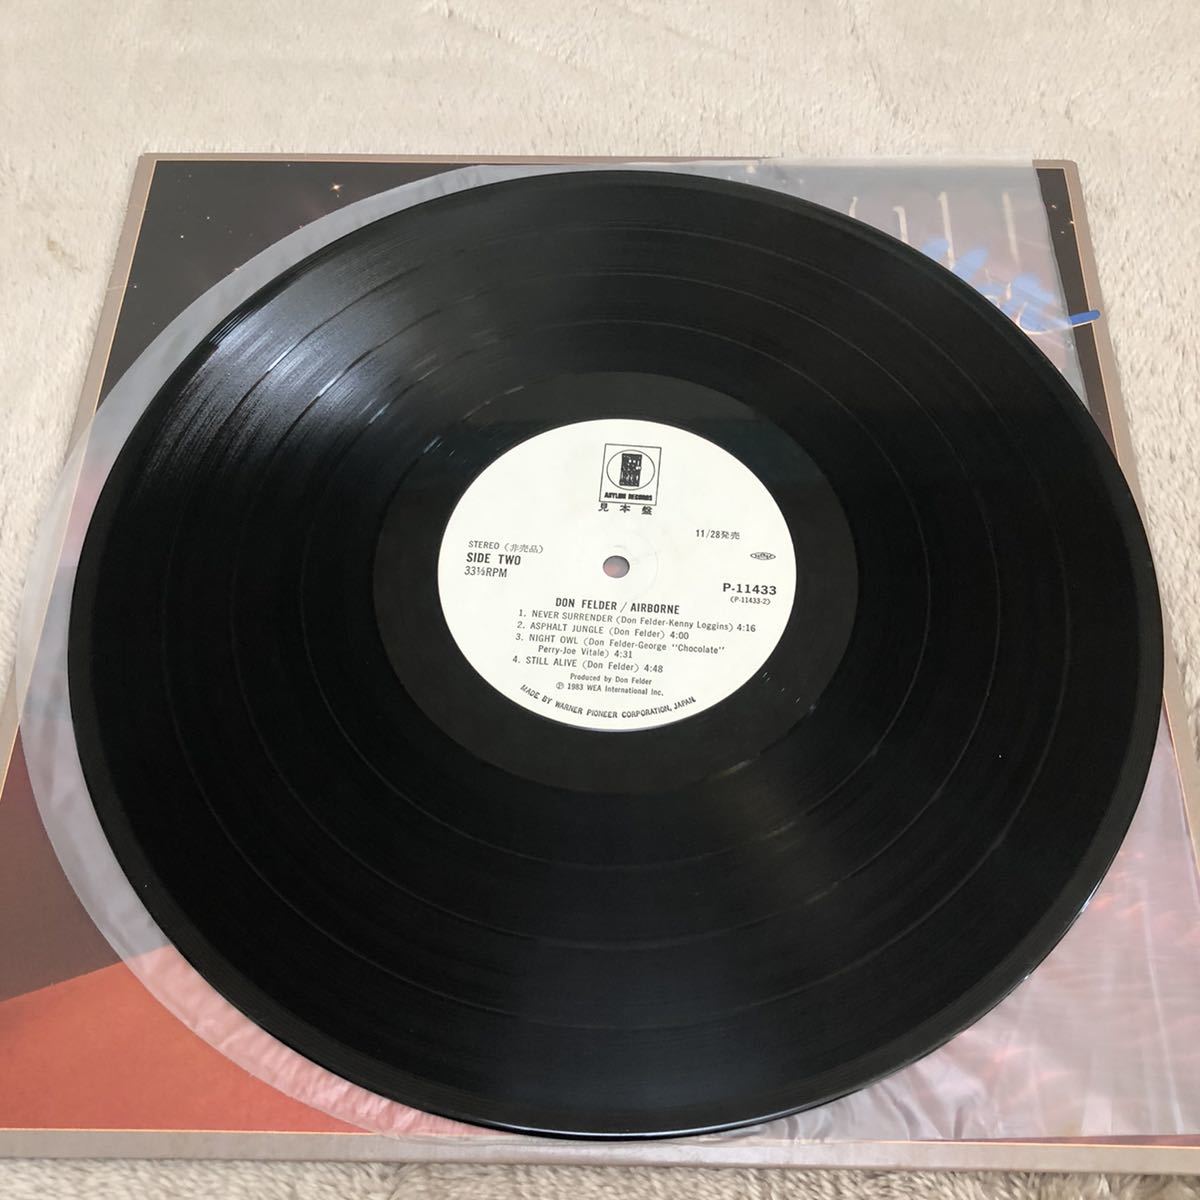 ASYLUM RECORDS
見本盤
11/28発売
STEREO (非売品)
SIDE TWO
33⅓RPM
P-11433
(P-11433-2)
DON FELDER / AIRBORNE
1. NEVER SURRENDER (Don Felder-Kenny Loggins) 4:16
2. ASPHALT JUNGLE (Don Felder) 4:00
3. NIGHT OWL (Don Felder-George "Chocolate"
Perry-Joe Vitale) 4:31
4. STILL ALIVE (Don Felder) 4:48
Produced by Don Felder
℗ 1983 WEA International Inc.
MADE BY WARNER PIONEER CORPORATION, JAPAN.